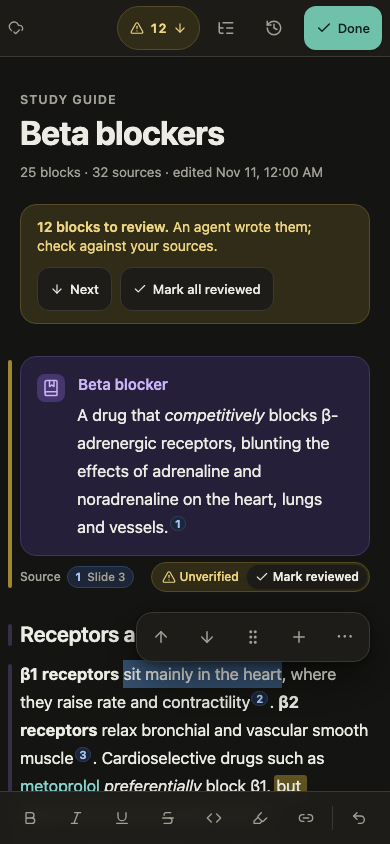 12
Done
STUDY GUIDE
Beta blockers
25 blocks · 32 sources · edited Nov 11, 12:00 AM
12 blocks to review. An agent wrote them;
check against your sources.
Next
Mark all reviewed
Beta blocker
A drug that competitively blocks β-
adrenergic receptors, blunting the
effects of adrenaline and
noradrenaline on the heart, lungs
and vessels. 1
Source 1 Slide 3 Unverified Mark reviewed
Receptors a
β1 receptors sit mainly in the heart, where
they raise rate and contractility 2 . β2
receptors relax bronchial and vascular smooth
muscle 3 . Cardioselective drugs such as
metoprolol preferentially block β1, but
B I U S